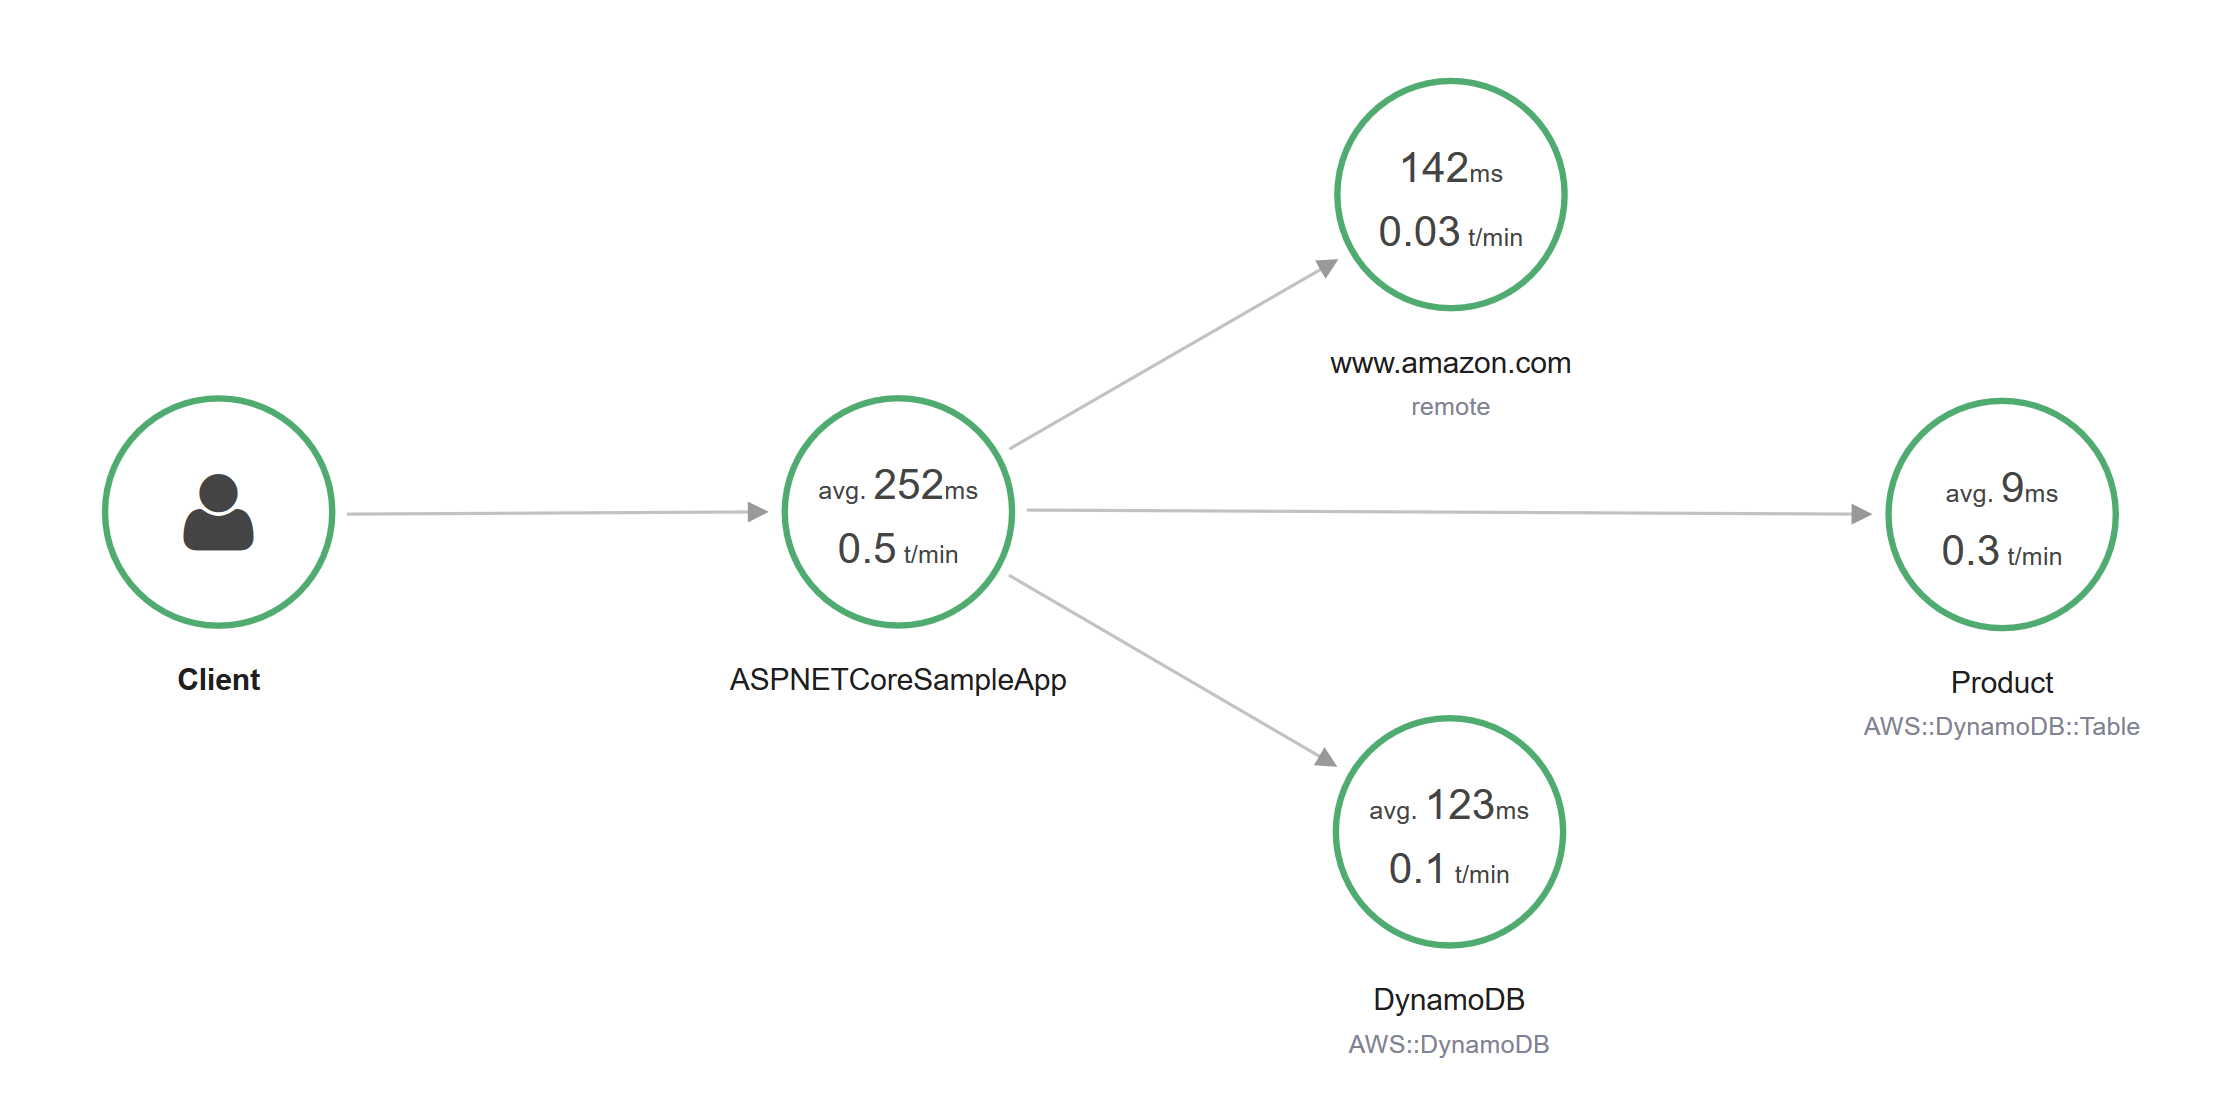 142ms
0.03 t/min
www.amazon.com
remote
avg. 252ms
0.5 t/min
Client
ASPNETCoreSampleApp
avg. 9ms
0.3 t/min
Product
AWS::DynamoDB::Table
avg. 123ms
0.1 t/min
DynamoDB
AWS::DynamoDB